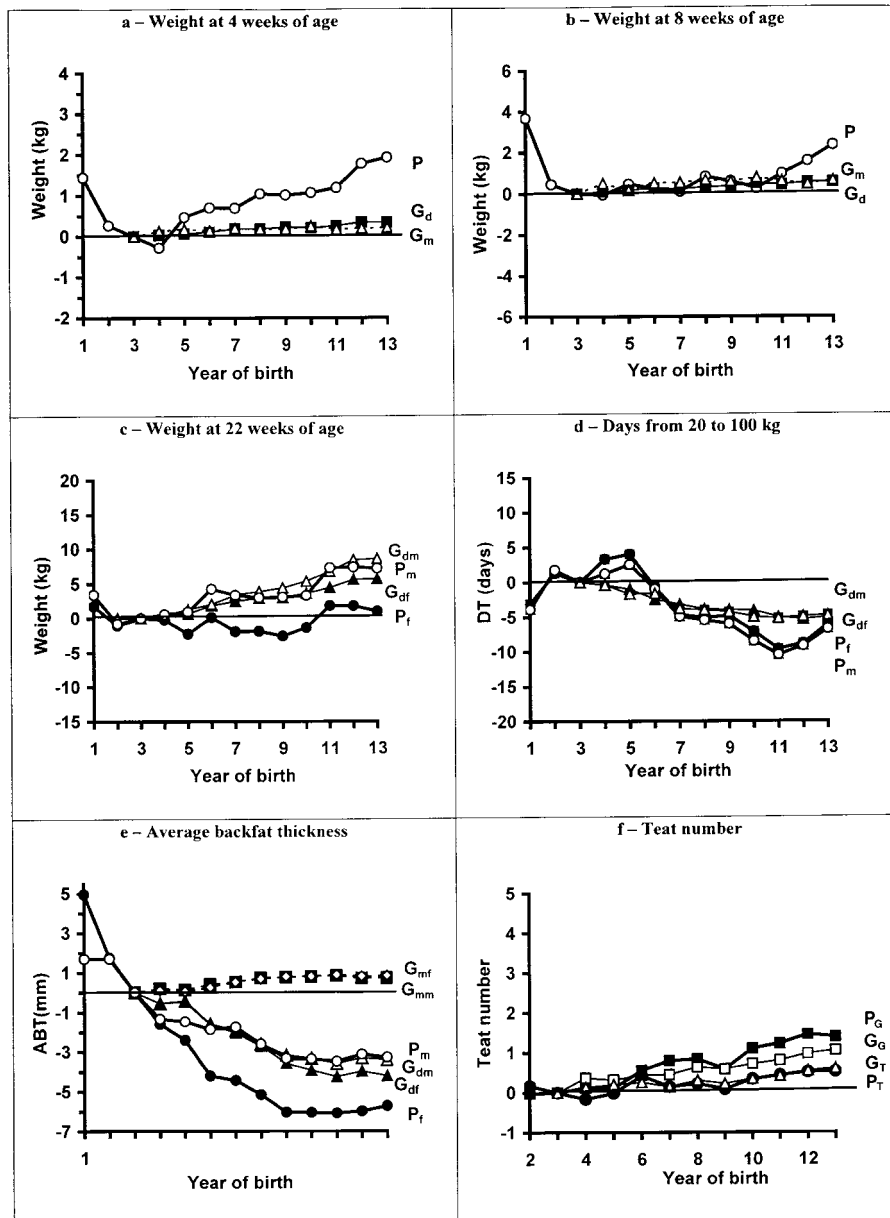 a – Weight at 4 weeks of age
4
3
2
1
0
-1
-2
Weight (kg)
P
Gd
Gm
1 3 5 7 9 11 13
Year of birth
b – Weight at 8 weeks of age
6
4
2
0
-2
-4
-6
Weight (kg)
P
Gm
Gd
1 3 5 7 9 11 13
Year of birth
c – Weight at 22 weeks of age
20
15
10
5
0
-5
-10
-15
Weight (kg)
Gdm
Pm
Gdf
Pf
1 3 5 7 9 11 13
Year of birth
d – Days from 20 to 100 kg
15
10
5
0
-5
-10
-15
-20
DT (days)
Gdm
Gdf
Pf
Pm
1 3 5 7 9 11 13
Year of birth
e – Average backfat thickness
5
3
1
-1
-3
-5
-7
ABT(mm)
Gmf
Gmm
Pm
Gdm
Gdf
Pf
1
Year of birth
f – Teat number
5
4
3
2
1
0
-1
Teat number
PG
GG
GT
PT
2 4 6 8 10 12
Year of birth